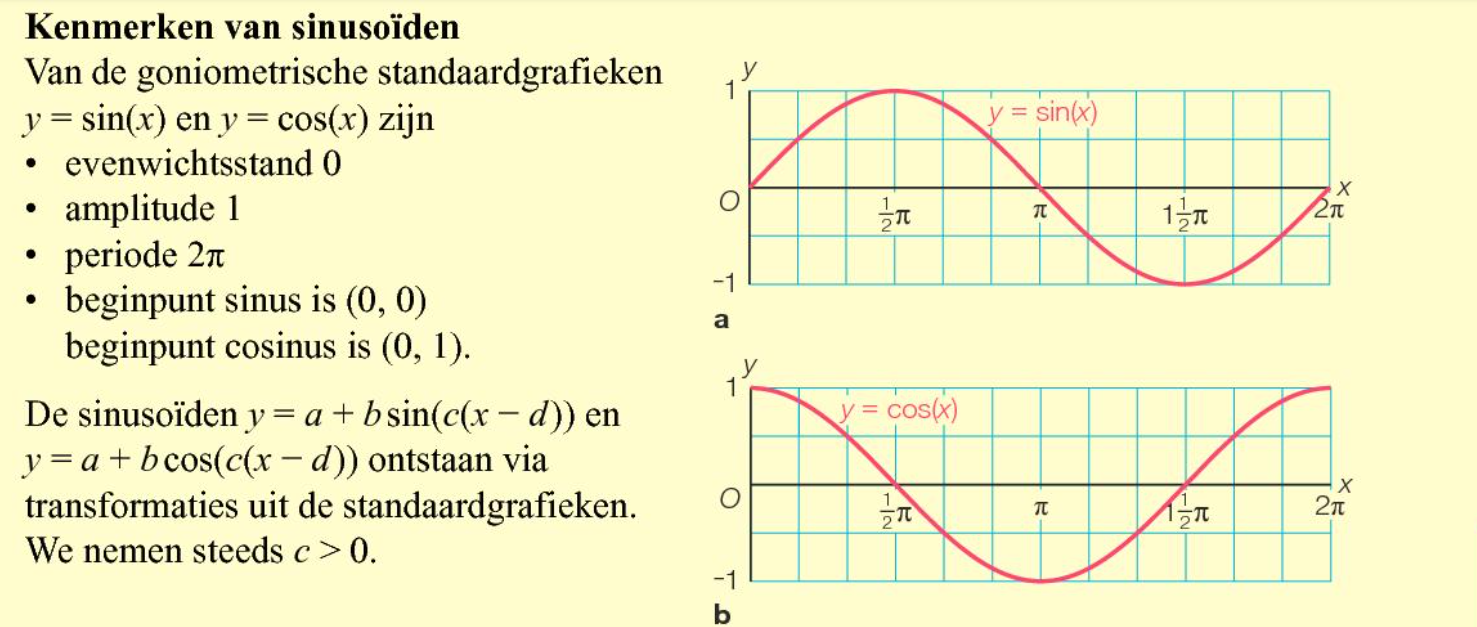 Kenmerken van sinusoïden
Van de goniometrische standaardgrafieken
y = sin(x) en y = cos(x) zijn
• evenwichtsstand 0
• amplitude 1
• periode 2π
• beginpunt sinus is (0, 0)
beginpunt cosinus is (0, 1).
De sinusoïden y = a + b sin(c(x − d)) en
y = a + b cos(c(x − d)) ontstaan via
transformaties uit de standaardgrafieken.
We nemen steeds c > 0.
y
1
y = sin(x)
O
x
½π
π
1½π
2π
−1
a
y
1
y = cos(x)
O
x
½π
π
1½π
2π
−1
b